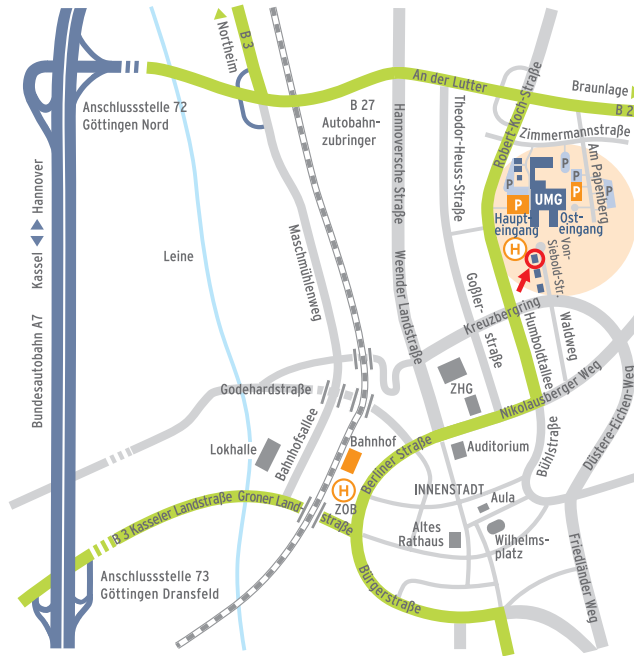 B 3
Northeim
An der Lutter
Braunlage
B 2
Anschlussstelle 72
Göttingen Nord
B 27
Autobahn-
zubringer
Hannoversche Straße
Theodor-Heuss-Straße
Robert-Koch-Straße
Zimmermannstraße
Am Papenberg
P
P
P
P
P
P
UMG
Haupt-
eingang
Ost-
eingang
H
Von-
Siebold-Str.
Kassel
Hannover
Bundesautobahn A7
Leine
Maschmühlenweg
Weender Landstraße
Goßler-
straße
Kreuzbergring
Humboldtallee
Waldweg
Godehardstraße
ZHG
Nikolausberger Weg
Düstere-Eichen-Weg
Lokhalle
Bahnhofsallee
Bahnhof
Berliner Straße
Auditorium
Bühlstraße
H
ZOB
INNENSTADT
Aula
B 3 Kasseler Landstraße
Groner Land-
straße
Altes
Rathaus
Wilhelms-
platz
Anschlussstelle 73
Göttingen Dransfeld
Bürgerstraße
Friedländer Weg